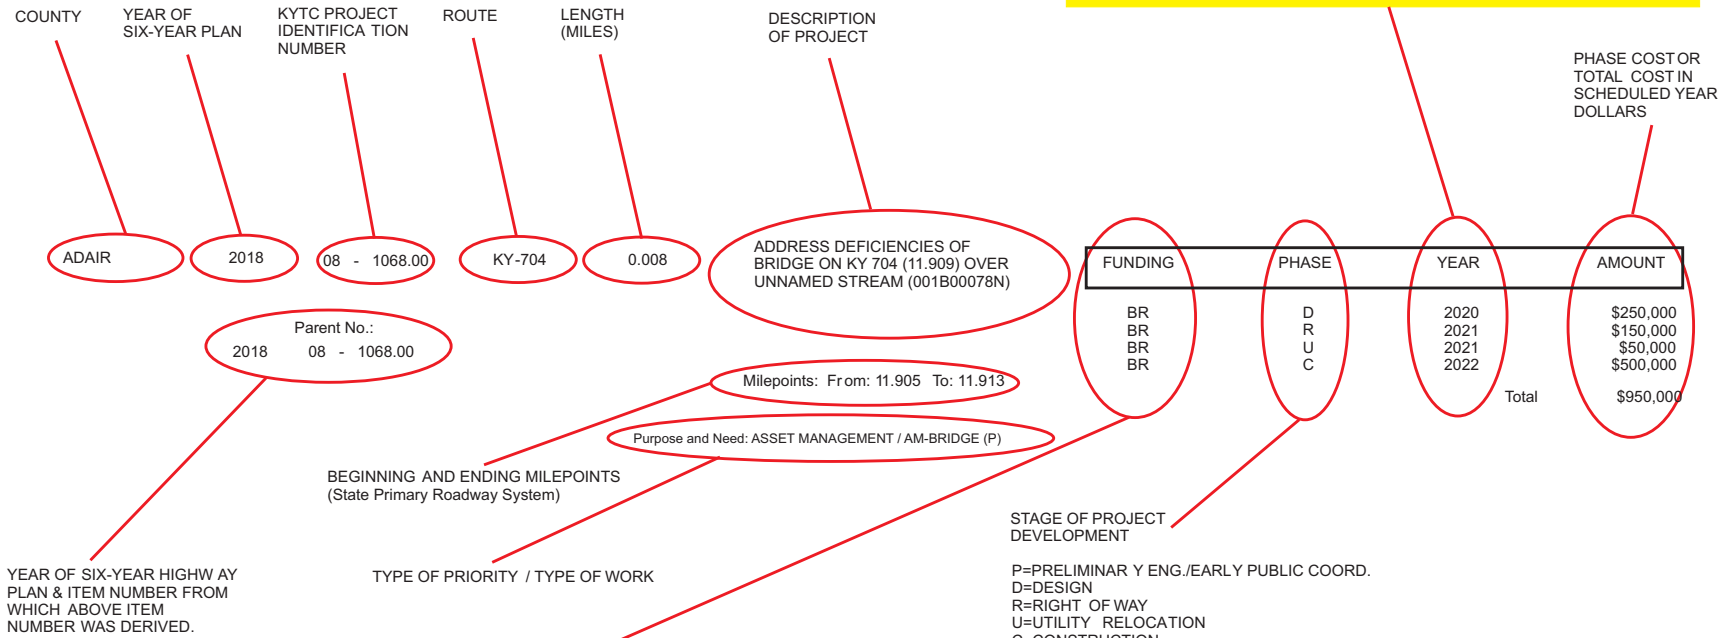 COUNTY
YEAR OF
SIX-YEAR PLAN
KYTC PROJECT
IDENTIFICA TION
NUMBER
ROUTE
LENGTH
(MILES)
DESCRIPTION
OF PROJECT
PHASE COST OR
TOTAL COST IN
SCHEDULED YEAR
DOLLARS
ADAIR
2018
08 - 1068.00
KY-704
0.008
ADDRESS DEFICIENCIES OF
BRIDGE ON KY 704 (11.909) OVER
UNNAMED STREAM (001B00078N)
FUNDING PHASE YEAR AMOUNT
BR D 2020 $250,000
BR R 2021 $150,000
BR U 2021 $50,000
BR C 2022 $500,000
Total $950,000
Parent No.:
2018 08 - 1068.00
Milepoints: From: 11.905 To: 11.913
Purpose and Need: ASSET MANAGEMENT / AM-BRIDGE (P)
BEGINNING AND ENDING MILEPOINTS
(State Primary Roadway System)
STAGE OF PROJECT
DEVELOPMENT
YEAR OF SIX-YEAR HIGHW AY
PLAN & ITEM NUMBER FROM
WHICH ABOVE ITEM
NUMBER WAS DERIVED.
TYPE OF PRIORITY / TYPE OF WORK
P=PRELIMINAR Y ENG./EARLY PUBLIC COORD.
D=DESIGN
R=RIGHT OF WAY
U=UTILITY RELOCATION
C=CONSTRUCTION